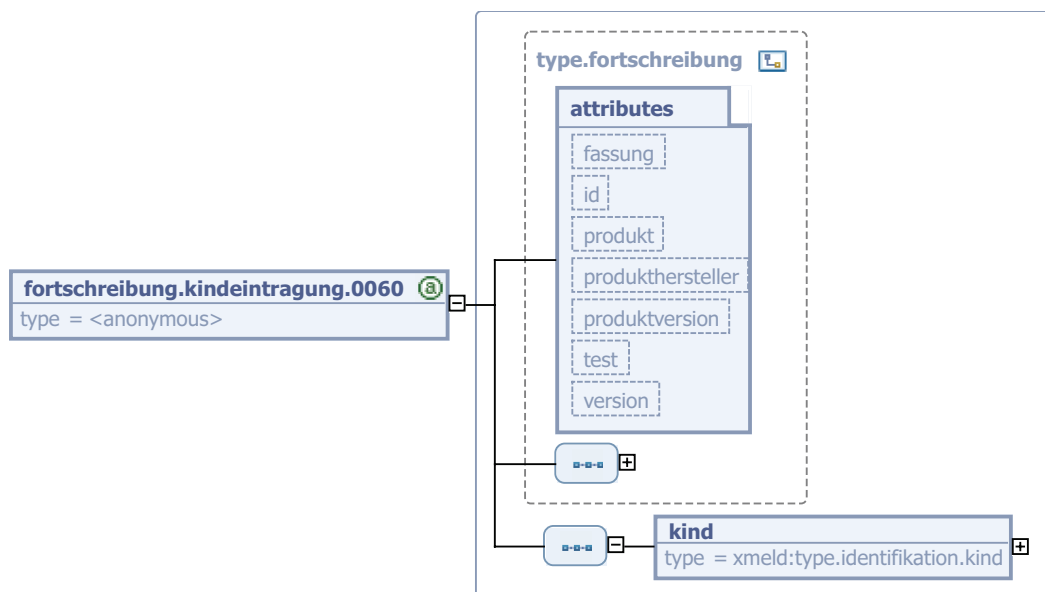 type.fortschreibung
attributes
fassung
id
produkt
produkthersteller
produktversion
test
version
fortschreibung.kindeintragung.0060
type = <anonymous>
kind
type = xmeld:type.identifikation.kind